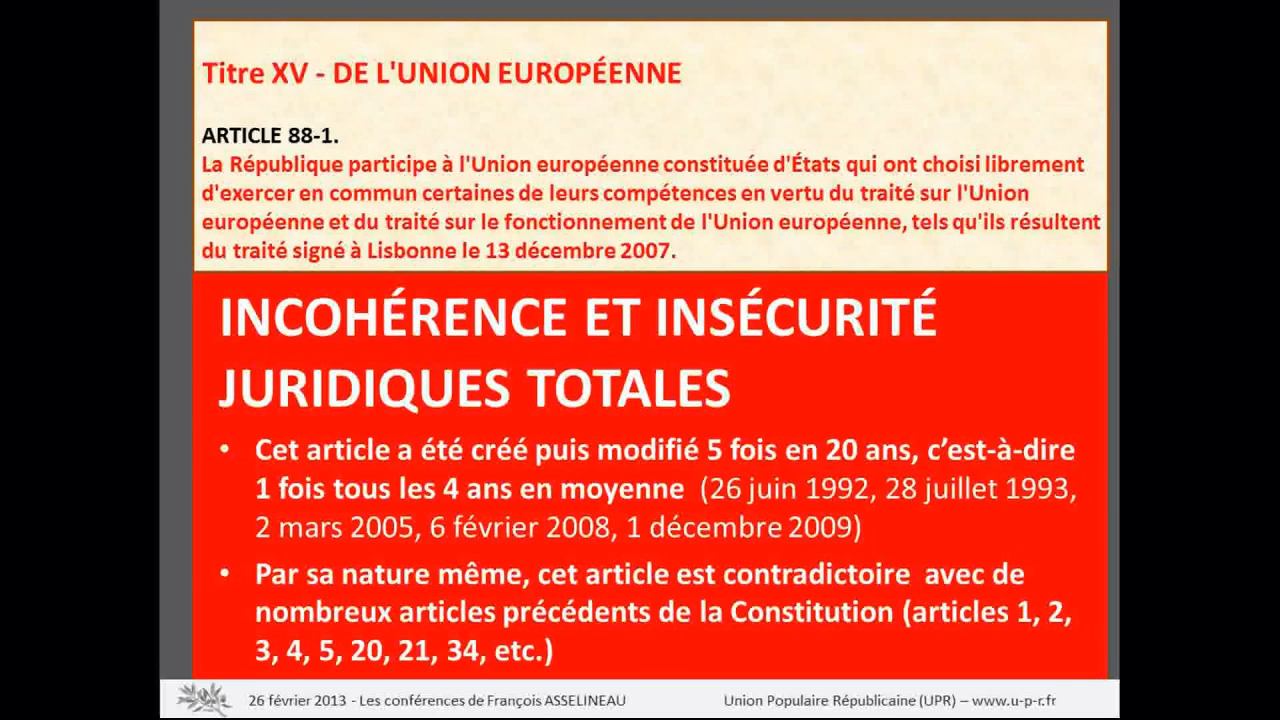 Titre XV - DE L'UNION EUROPÉENNE
ARTICLE 88-1.
La République participe à l'Union européenne constituée d'États qui ont choisi librement
d'exercer en commun certaines de leurs compétences en vertu du traité sur l'Union
européenne et du traité sur le fonctionnement de l'Union européenne, tels qu'ils résultent
du traité signé à Lisbonne le 13 décembre 2007.
INCOHÉRENCE ET INSÉCURITÉ
JURIDIQUES TOTALES
• Cet article a été créé puis modifié 5 fois en 20 ans, c’est-à-dire
1 fois tous les 4 ans en moyenne (26 juin 1992, 28 juillet 1993,
2 mars 2005, 6 février 2008, 1 décembre 2009)
• Par sa nature même, cet article est contradictoire avec de
nombreux articles précédents de la Constitution (articles 1, 2,
3, 4, 5, 20, 21, 34, etc.)
26 février 2013 - Les conférences de François ASSELINEAU
Union Populaire Républicaine (UPR) – www.u-p-r.fr